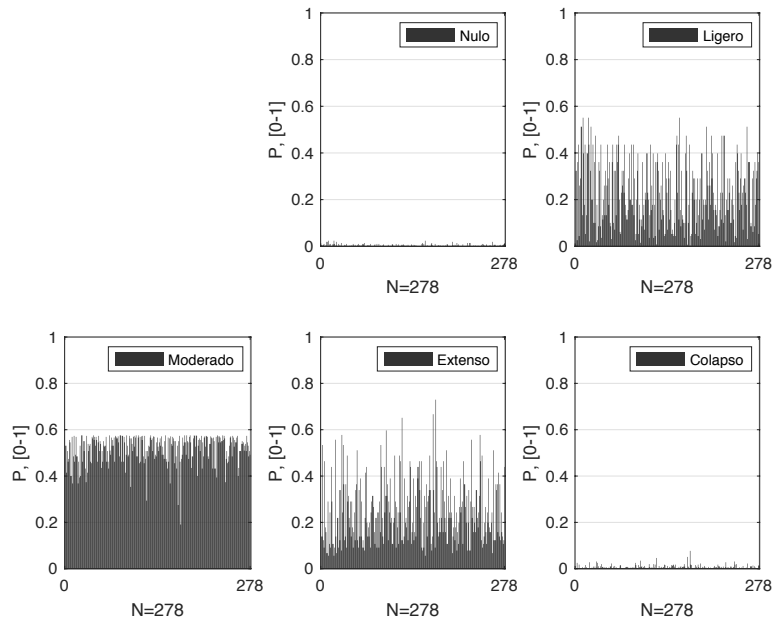 Nulo
1
0.8
0.6
0.4
0.2
0
P, [0-1]
0 278
N=278
Ligero
1
0.8
0.6
0.4
0.2
0
P, [0-1]
0 278
N=278
Moderado
1
0.8
0.6
0.4
0.2
0
P, [0-1]
0 278
N=278
Extenso
1
0.8
0.6
0.4
0.2
0
P, [0-1]
0 278
N=278
Colapso
1
0.8
0.6
0.4
0.2
0
P, [0-1]
0 278
N=278